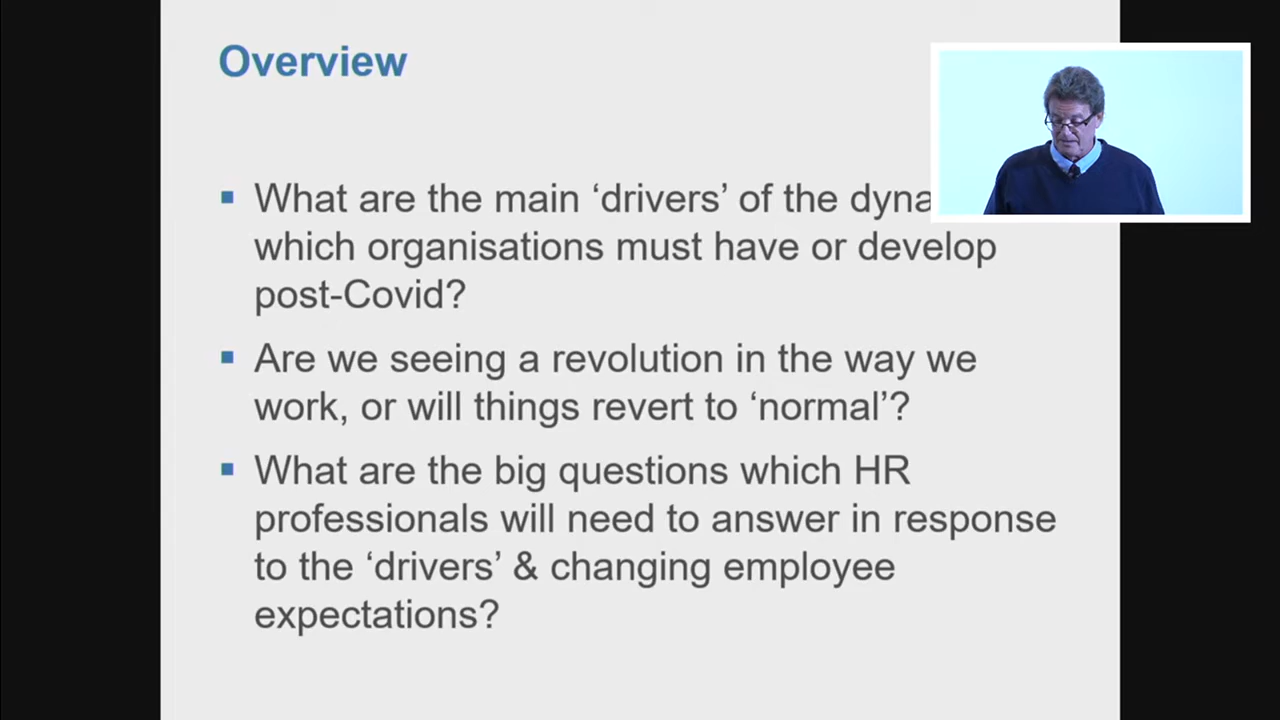 Overview
What are the main ‘drivers’ of the
which organisations must have or develop
post-Covid?
Are we seeing a revolution in the way we
work, or will things revert to ‘normal’?
What are the big questions which HR
professionals will need to answer in response
to the ‘drivers’ & changing employee
expectations?